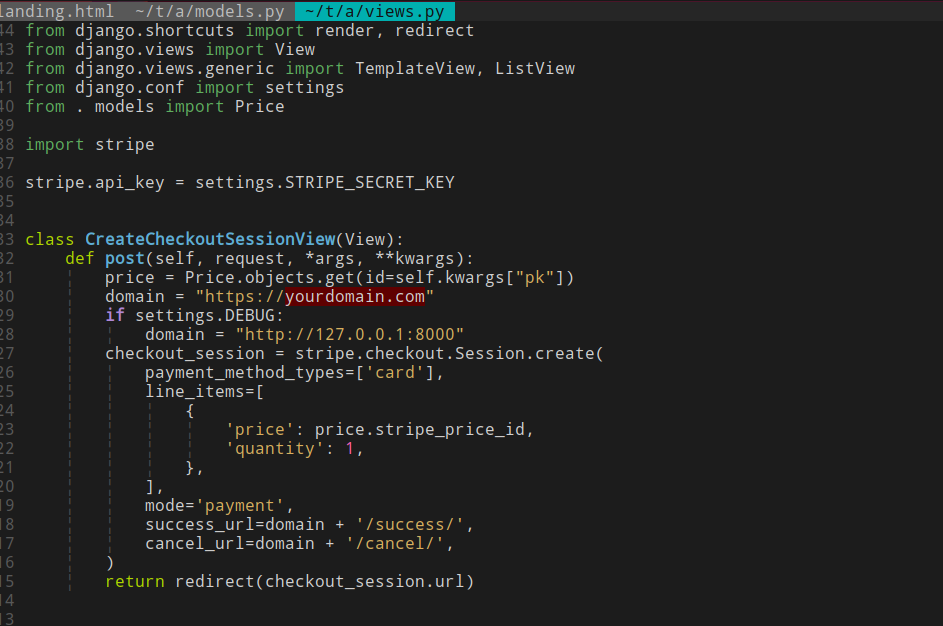 landing.html ~/t/a/models.py ~/t/a/views.py
44 from django.shortcuts import render, redirect
43 from django.views import View
42 from django.views.generic import TemplateView, ListView
41 from django.conf import settings
40 from . models import Price
39
38 import stripe
37
36 stripe.api_key = settings.STRIPE_SECRET_KEY
35
34
33 class CreateCheckoutSessionView(View):
32     def post(self, request, *args, **kwargs):
31         price = Price.objects.get(id=self.kwargs["pk"])
30         domain = "https://yourdomain.com"
29         if settings.DEBUG:
28             domain = "http://127.0.0.1:8000"
27         checkout_session = stripe.checkout.Session.create(
26             payment_method_types=['card'],
25             line_items=[
24                 {
23                     'price': price.stripe_price_id,
22                     'quantity': 1,
21                 },
20             ],
19             mode='payment',
18             success_url=domain + '/success/',
17             cancel_url=domain + '/cancel/',
16         )
15         return redirect(checkout_session.url)
14
13